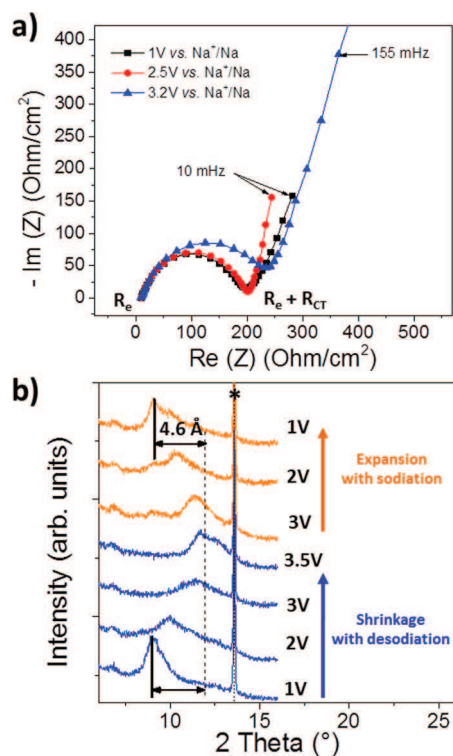 a)
400
350
300
250
200
150
100
50
0
- Im (Z) (Ohm/cm²)
1V vs. Na⁺/Na
2.5V vs. Na⁺/Na
3.2V vs. Na⁺/Na
155 mHz
10 mHz
Rₑ
Rₑ + R_CT
0 100 200 300 400 500
Re (Z) (Ohm/cm²)
b)
Intensity (arb. units)
*
4.6 Å
1V
2V
3V
3.5V
3V
2V
1V
Expansion
with sodiation
Shrinkage
with desodiation
10 15 20 25
2 Theta (°)